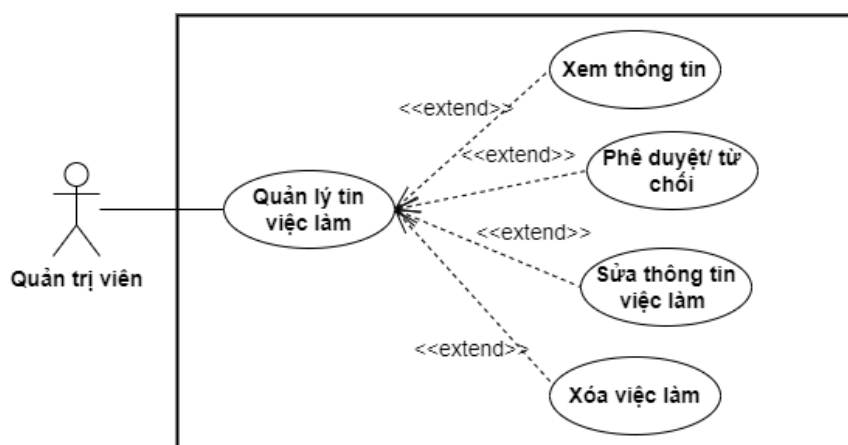 Xem thông tin
<<extend>>
<<extend>>
Phê duyệt/ từ
chối
Quản lý tin
việc làm
<<extend>>
Quản trị viên
Sửa thông tin
việc làm
<<extend>>
Xóa việc làm